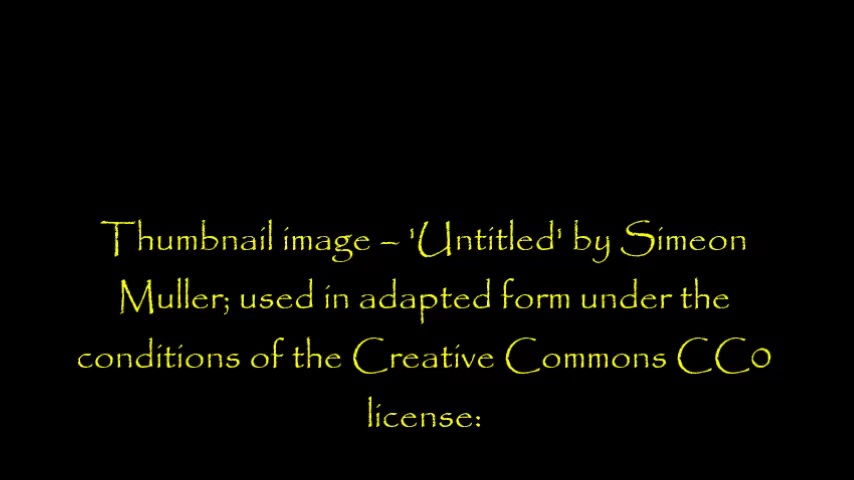 Thumbnail image – 'Untitled' by Simeon
Muller; used in adapted form under the
conditions of the Creative Commons CC0
license: